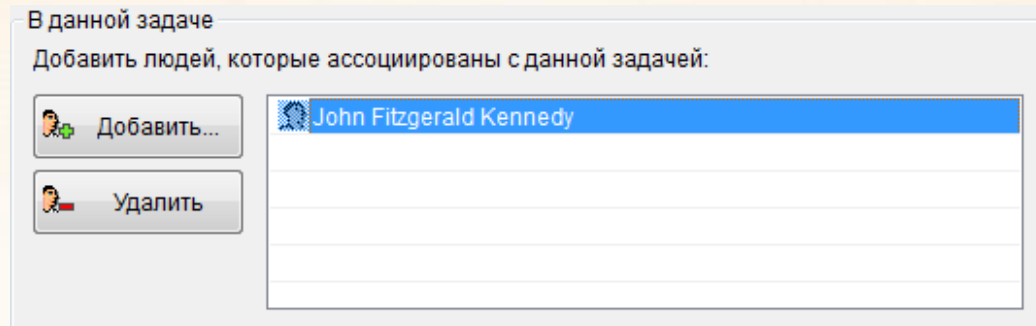 В данной задаче
Добавить людей, которые ассоциированы с данной задачей:
Добавить...
John Fitzgerald Kennedy
Удалить